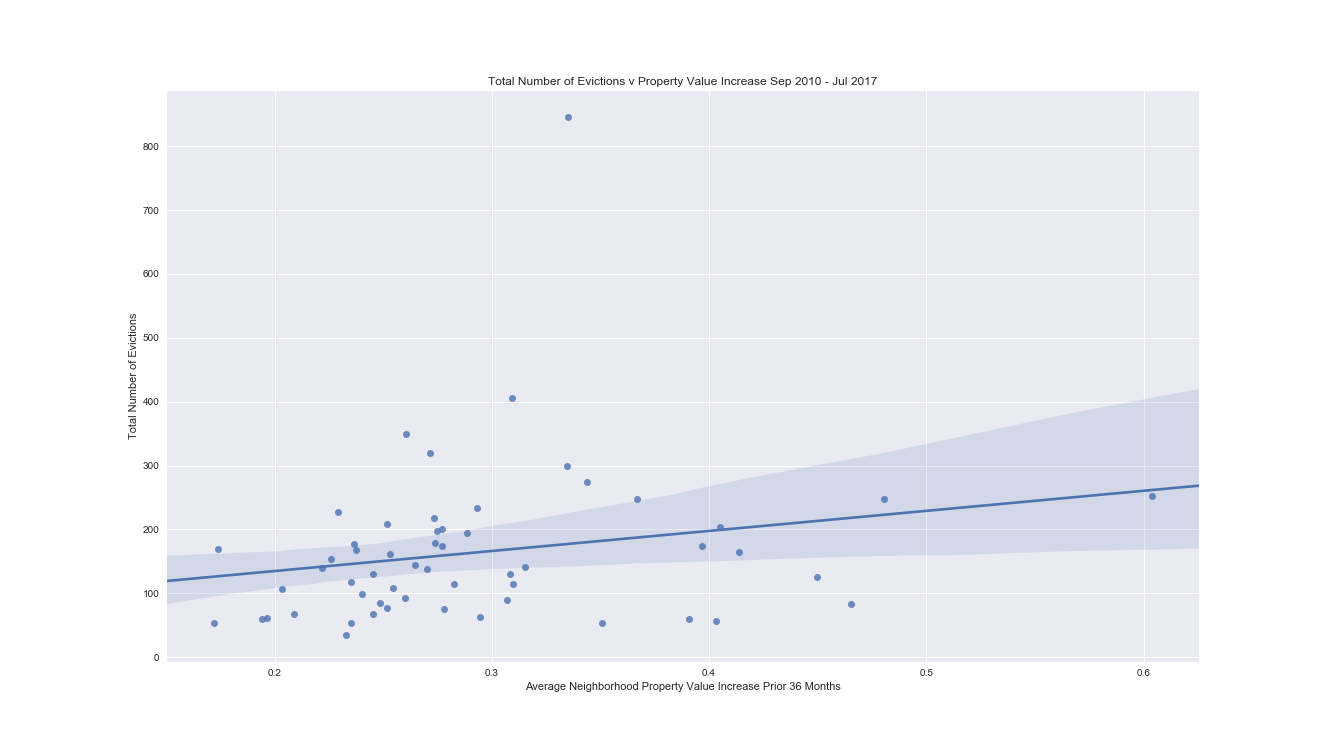 Total Number of Evictions v Property Value Increase Sep 2010 - Jul 2017
800
700
600
500
400
300
200
100
0
Total Number of Evictions
0.2 0.3 0.4 0.5 0.6
Average Neighborhood Property Value Increase Prior 36 Months